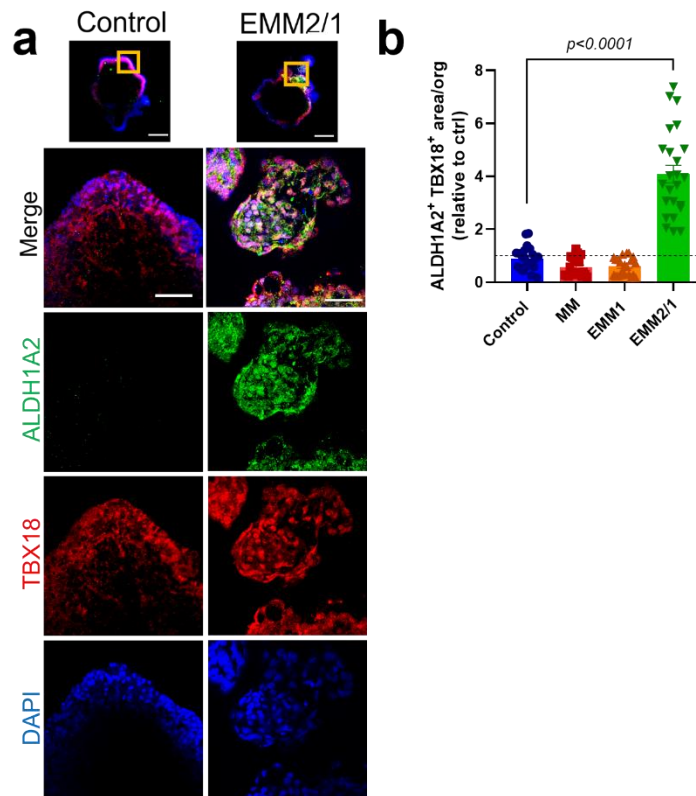 a
Control
EMM2/1
Merge
ALDH1A2
TBX18
DAPI
b
p<0.0001
ALDH1A2⁺ TBX18⁺ area/org
(relative to ctrl)
8
6
4
2
0
Control
MM
EMM1
EMM2/1